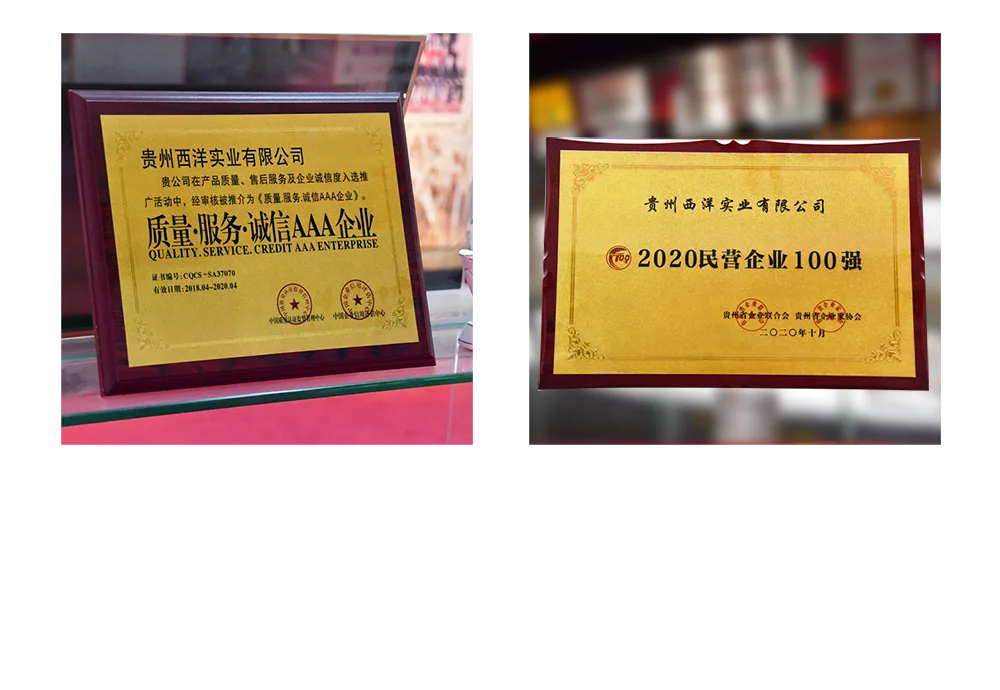 贵州西洋实业有限公司
贵公司在产品质量、售后服务及企业诚信度入选推
广活动中，经审核被推介为《质量.服务.诚信AAA企业》。
质量·服务·诚信AAA企业
QUALITY. SERVICE. CREDIT AAA ENTERPRISE
证书编号: CQCS-SA37070
有效日期: 2018.04~2020.04
贵州西洋实业有限公司
2020民营企业100强
贵州省企业联合会 贵州省企业家协会
二〇二〇年十月